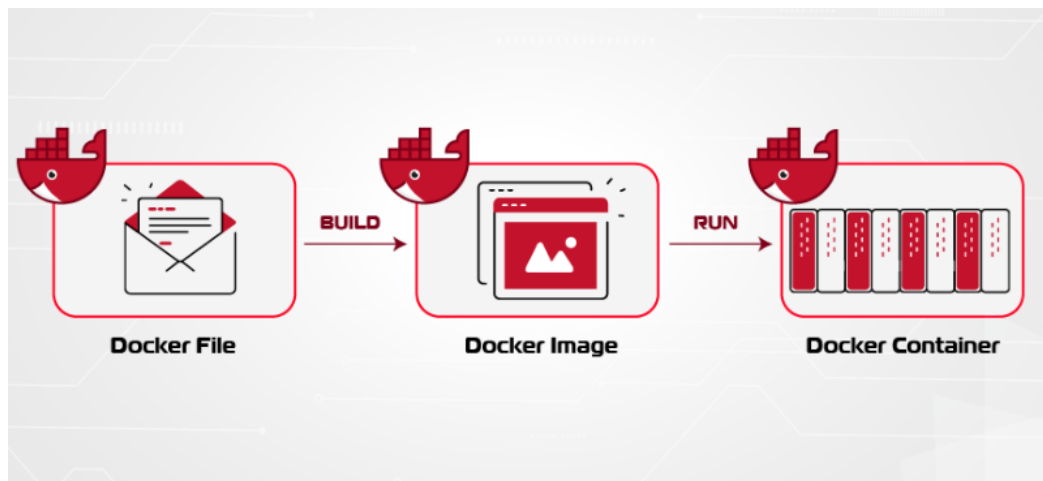 BUILD
RUN
Docker File
Docker Image
Docker Container